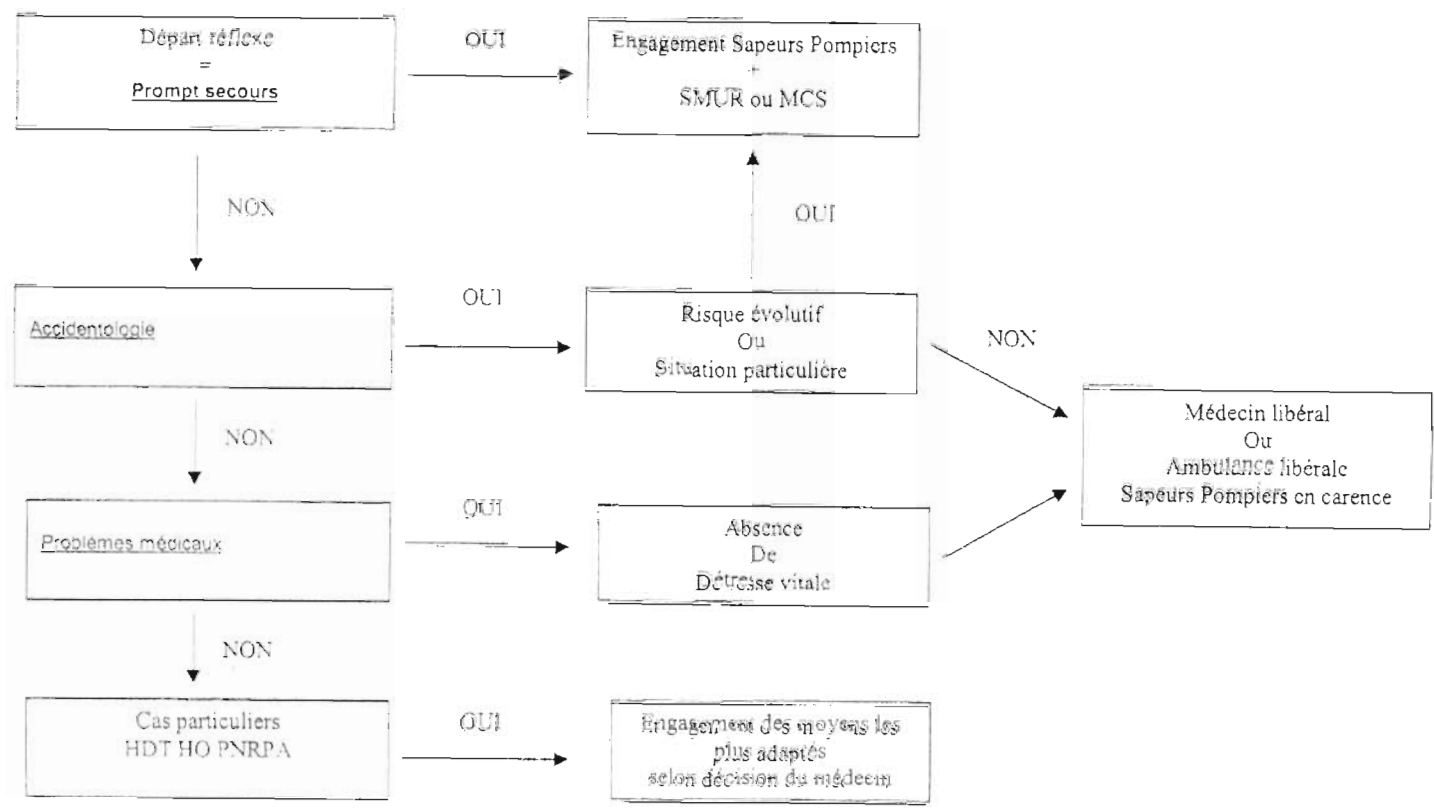 Départ réflexe
=
Prompt secours
OUI
Engagement Sapeurs Pompiers
+
SMUR ou MCS
NON
OUI
Accidentologie
OUI
Risque évolutif
Ou
Situation particulière
NON
Médecin libéral
Ou
Ambulance libérale
Sapeurs Pompiers en carence
NON
Problèmes médicaux
OUI
Absence
De
Détresse vitale
NON
Cas particuliers
HDT HO PNRPA
OUI
Engagement des moyens les
plus adaptés
selon décision du médecin